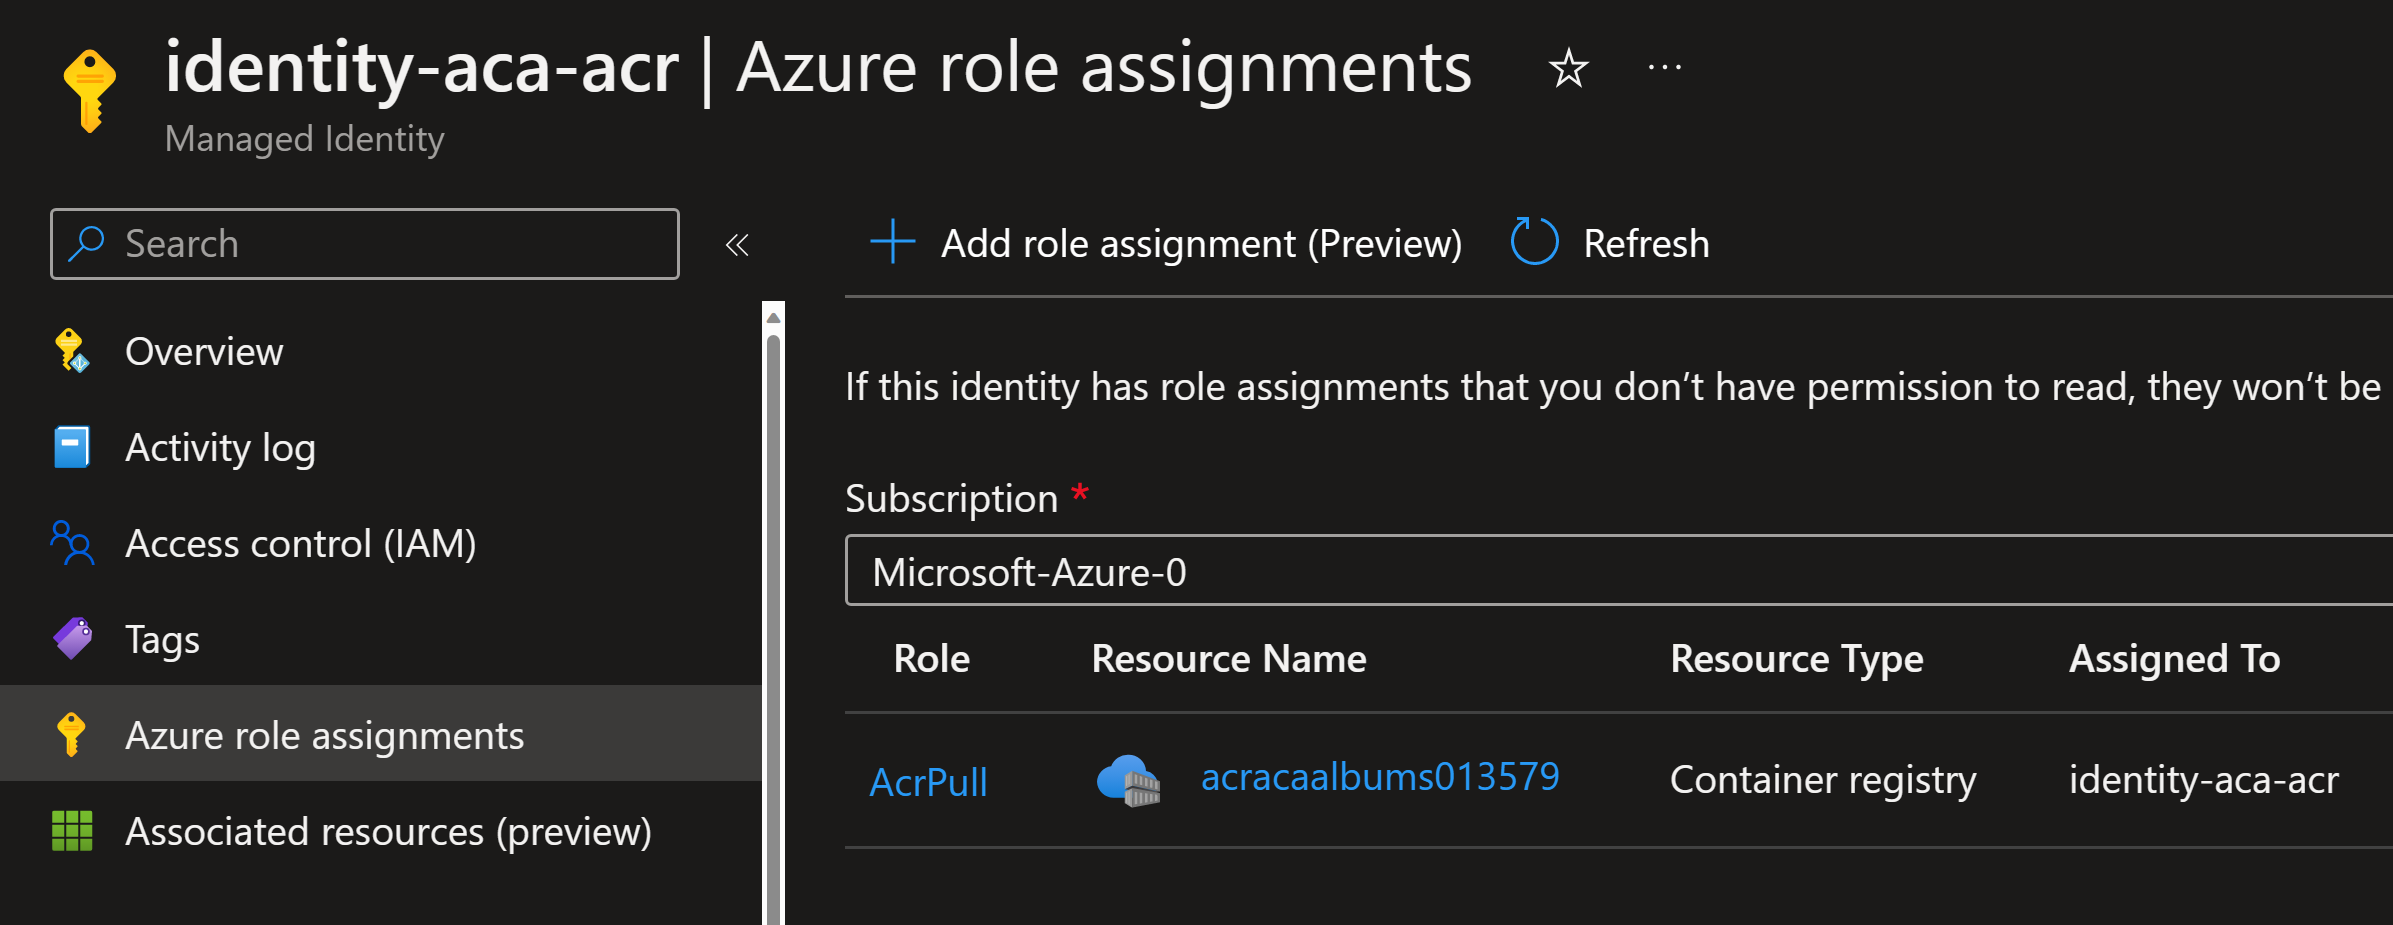 identity-aca-acr | Azure role assignments
Managed Identity
Search
Overview
Activity log
Access control (IAM)
Tags
Azure role assignments
Associated resources (preview)
Add role assignment (Preview) Refresh
If this identity has role assignments that you don’t have permission to read, they won’t be
Subscription *
Microsoft-Azure-0
Role Resource Name Resource Type Assigned To
AcrPull acracaalbums013579 Container registry identity-aca-acr